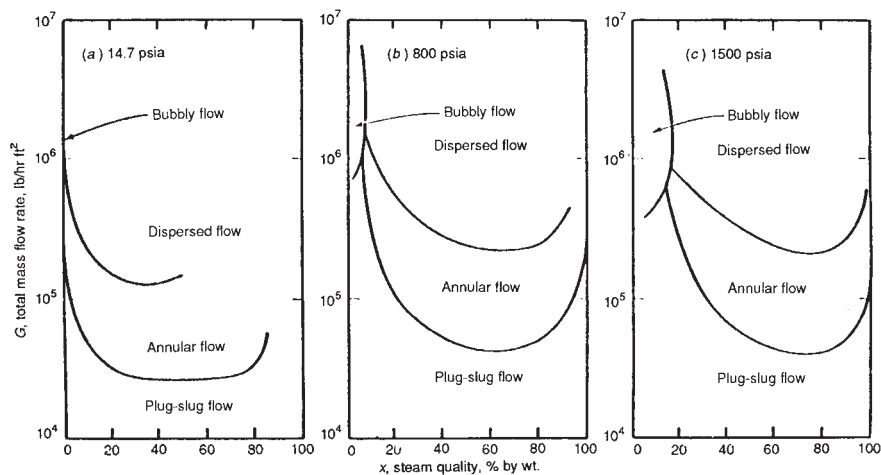 (a) 14.7 psia
Bubbly flow
Dispersed flow
Annular flow
Plug-slug flow
G, total mass flow rate, lb/hr ft²
10⁷
10⁶
10⁵
10⁴
0 20 40 60 80 100
(b) 800 psia
Bubbly flow
Dispersed flow
Annular flow
Plug-slug flow
10⁷
10⁶
10⁵
10⁴
0 20 40 60 80 100
x, steam quality, % by wt.
(c) 1500 psia
Bubbly flow
Dispersed flow
Annular flow
Plug-slug flow
10⁷
10⁶
10⁵
10⁴
0 20 40 60 80 100